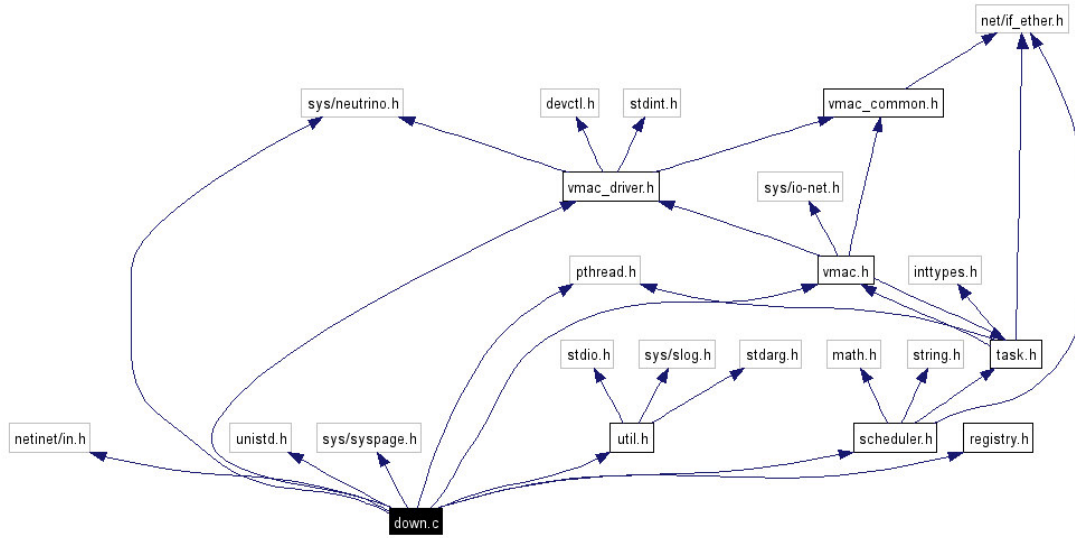 net/if_ether.h
sys/neutrino.h
devctl.h
stdint.h
vmac_common.h
vmac_driver.h
sys/io-net.h
pthread.h
vmac.h
inttypes.h
stdio.h
sys/slog.h
stdarg.h
math.h
string.h
task.h
netinet/in.h
unistd.h
sys/syspage.h
util.h
scheduler.h
registry.h
down.c